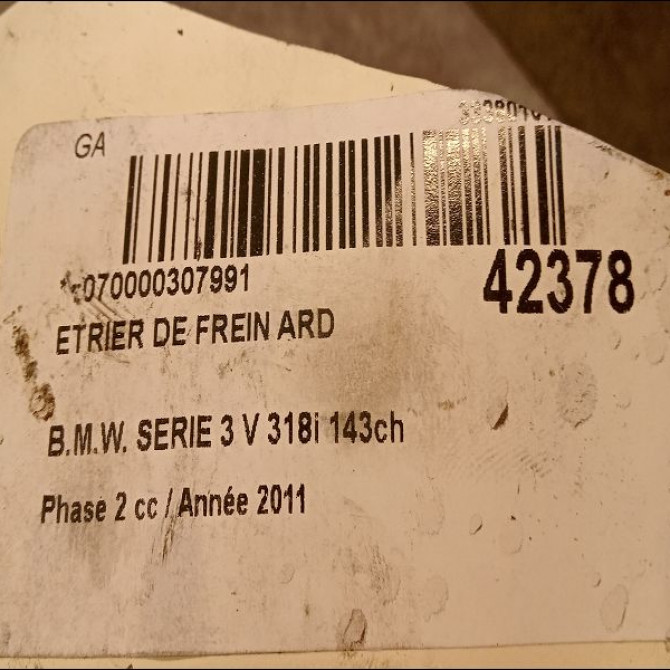 GA
070000307991
42378
ETRIER DE FREIN ARD
B.M.W. SERIE 3 V 318i 143ch
Phase 2 cc / Année 2011